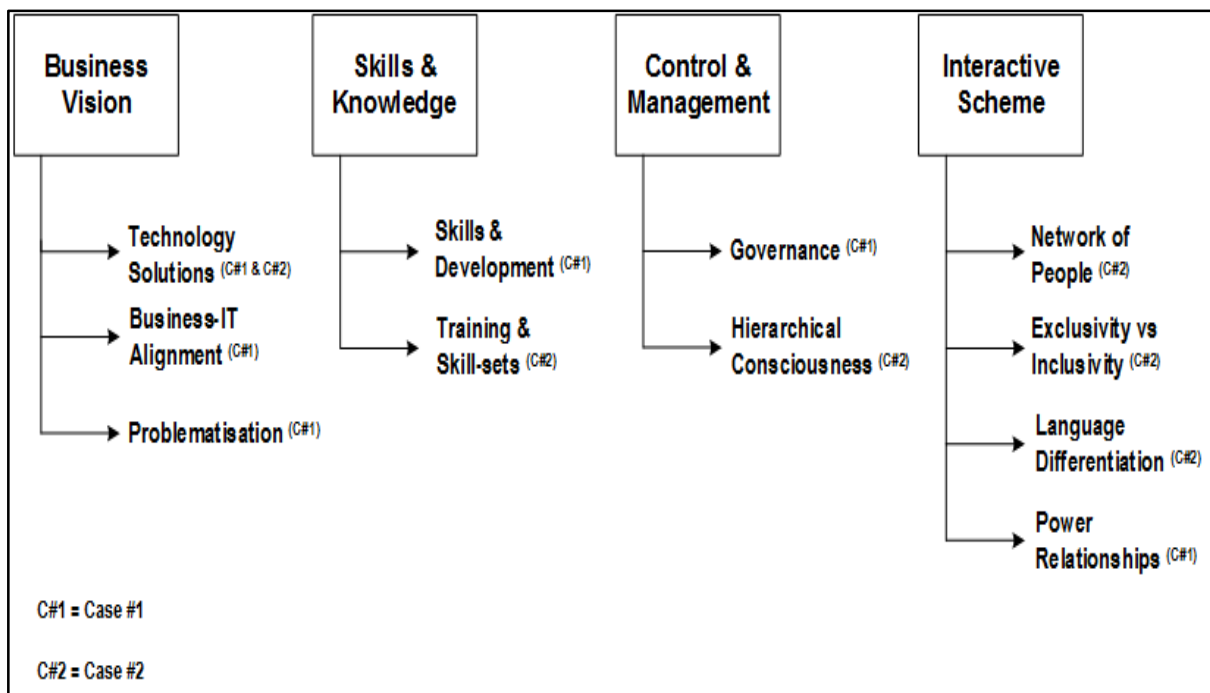 Business
Vision
Technology
Solutions (C#1 & C#2)
Business-IT
Alignment (C#1)
Problematisation (C#1)
Skills &
Knowledge
Skills &
Development (C#1)
Training &
Skill-sets (C#2)
Control &
Management
Governance (C#1)
Hierarchical
Consciousness (C#2)
Interactive
Scheme
Network of
People (C#2)
Exclusivity vs
Inclusivity (C#2)
Language
Differentiation (C#2)
Power
Relationships (C#1)
C#1 = Case #1
C#2 = Case #2